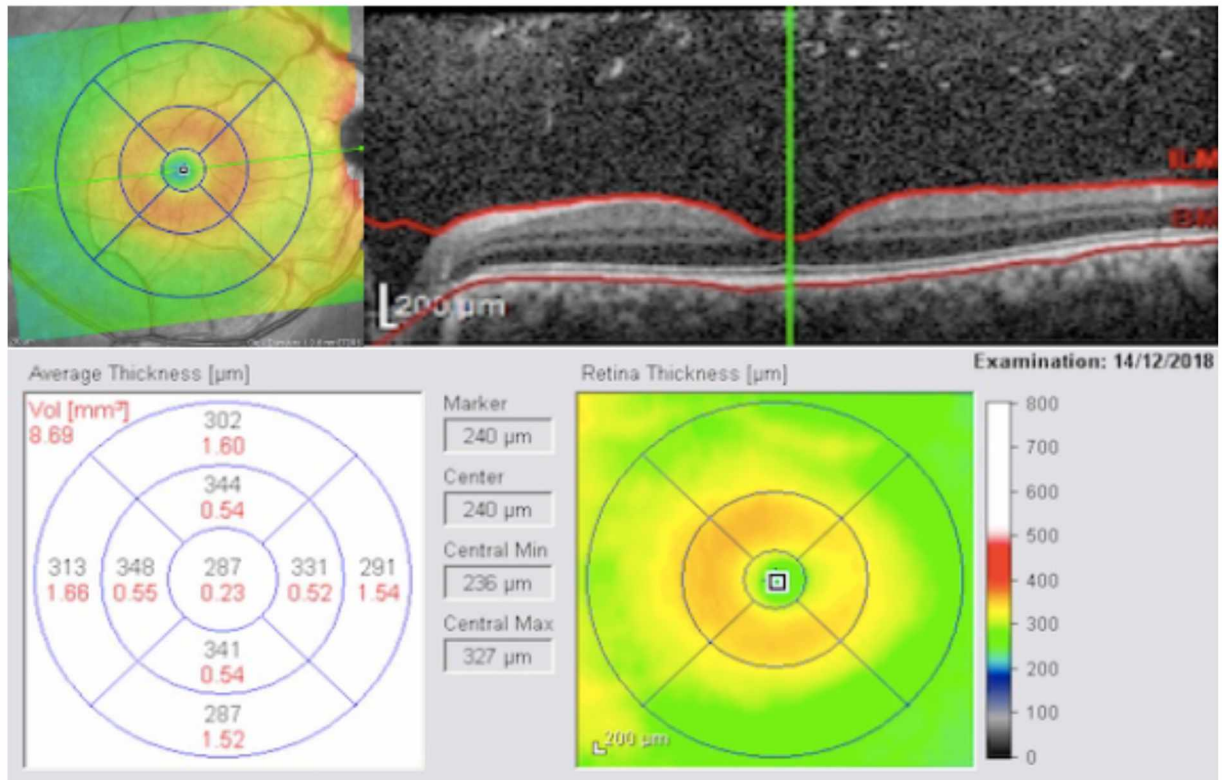 ILM
BM
200 µm
Examination: 14/12/2018
Average Thickness [µm]
Retina Thickness [µm]
Vol [mm³]
8.69
302
1.60
344
0.54
313
1.66
348
0.55
287
0.23
331
0.52
291
1.54
341
0.54
287
1.52
Marker
240 µm
Center
240 µm
Central Min
236 µm
Central Max
327 µm
200 µm
800
700
600
500
400
300
200
100
0